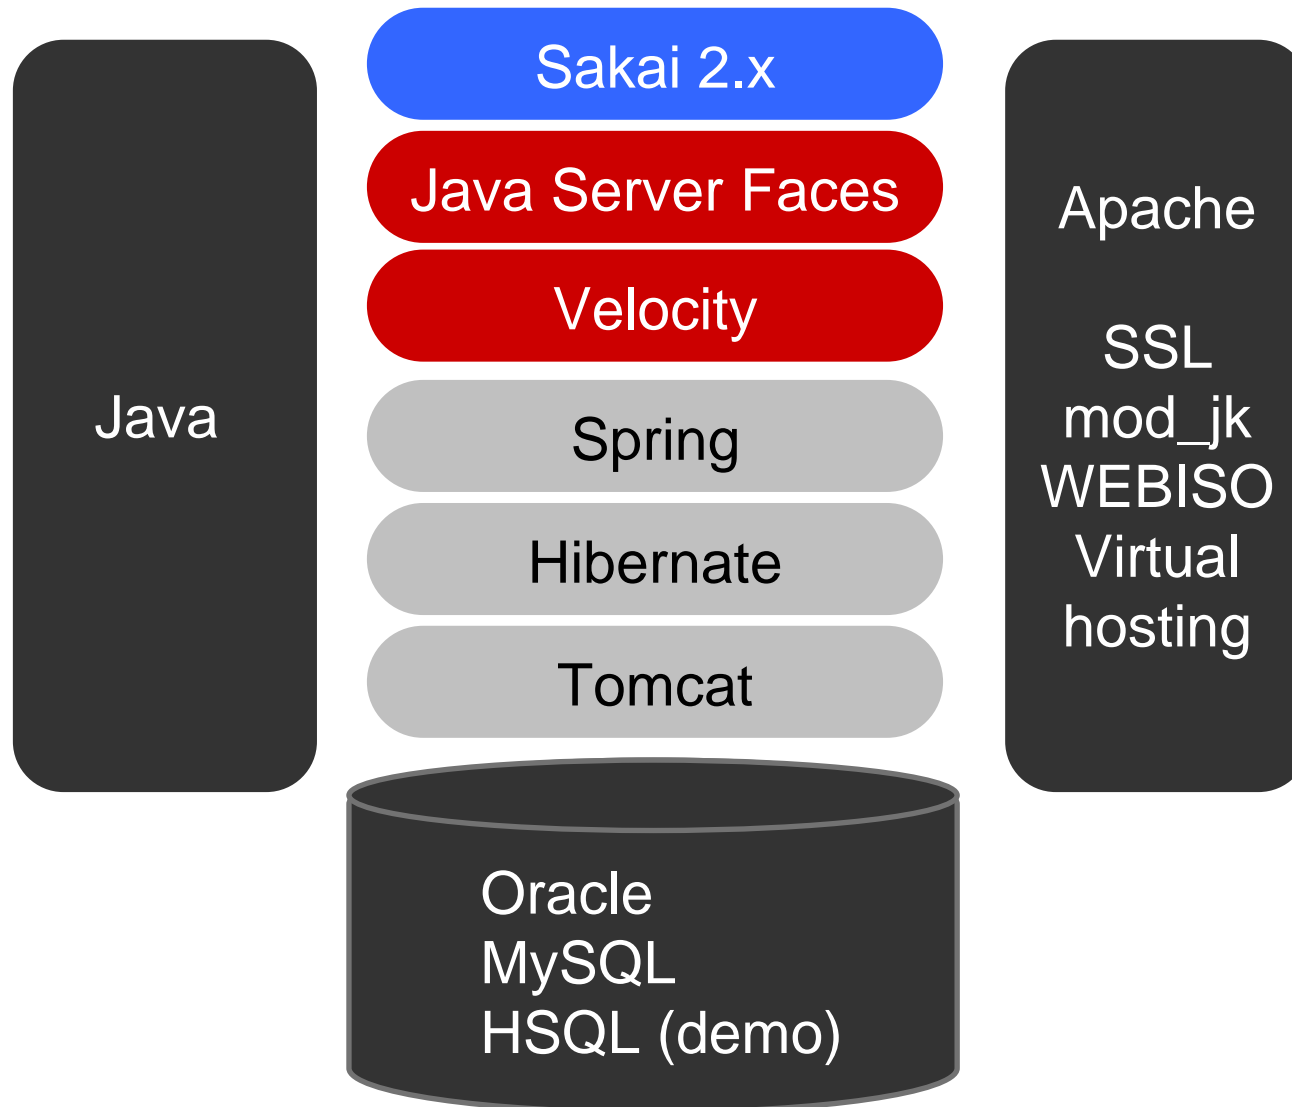 Java
Sakai 2.x
Java Server Faces
Velocity
Spring
Hibernate
Tomcat
Oracle
MySQL
HSQL (demo)
Apache
SSL
mod_jk
WEBISO
Virtual
hosting